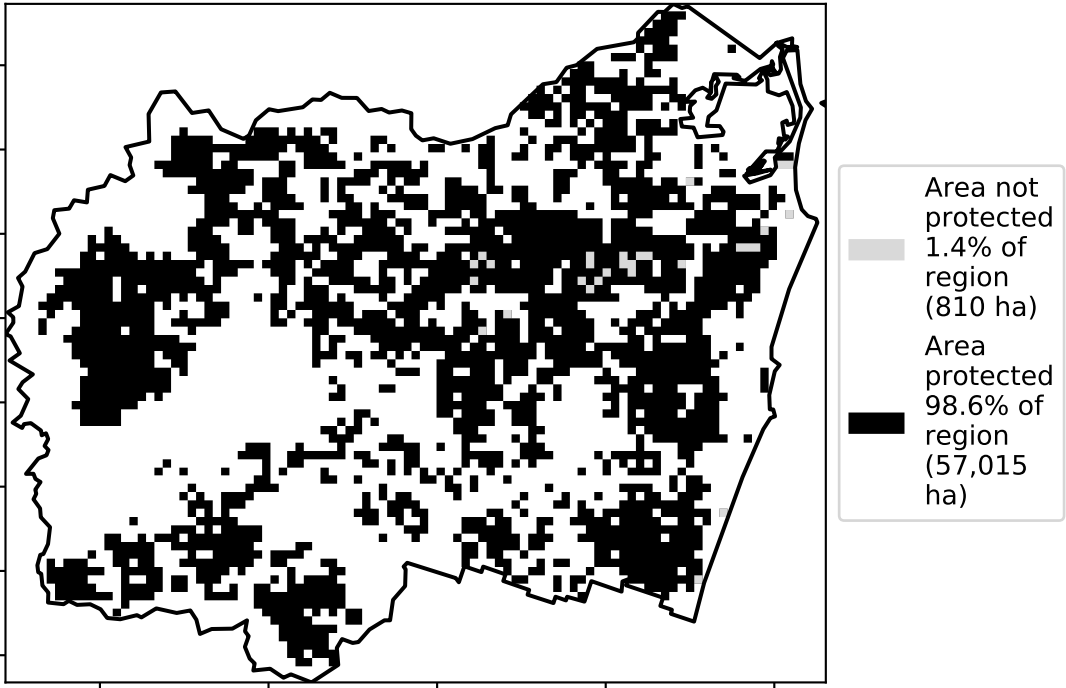 Area not
protected
1.4% of
region
(810 ha)
Area
protected
98.6% of
region
(57,015
ha)